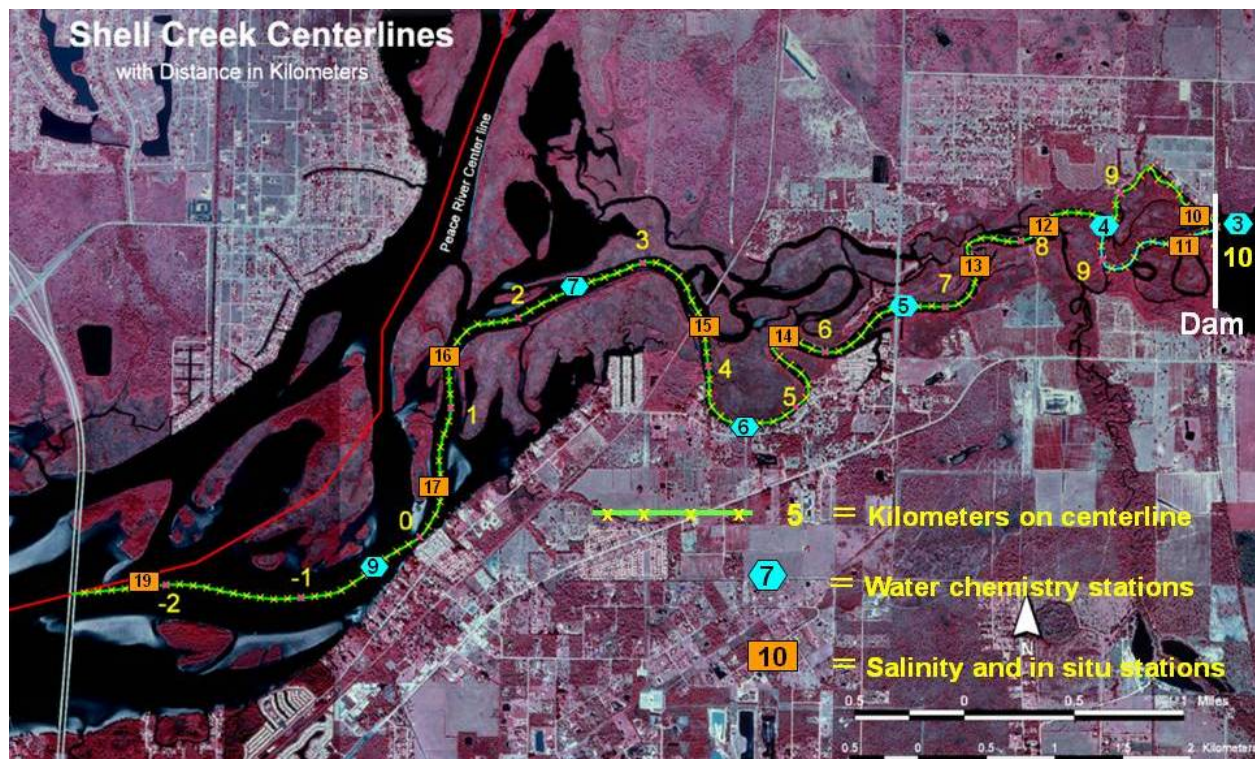 Shell Creek Centerlines
with Distance in Kilometers
Peace River Center line
9
10
3
12
4
11
10
3
8
13
9
7
2
7
5
Dam
15
14
6
16
4
5
1
6
17
0
5 = Kilometers on centerline
9
-1
7 = Water chemistry stations
19
-2
N
10 = Salinity and in situ stations
0.5 0 0.5 1 Miles
0.5 0 0.5 1 1.5 2 Kilometers